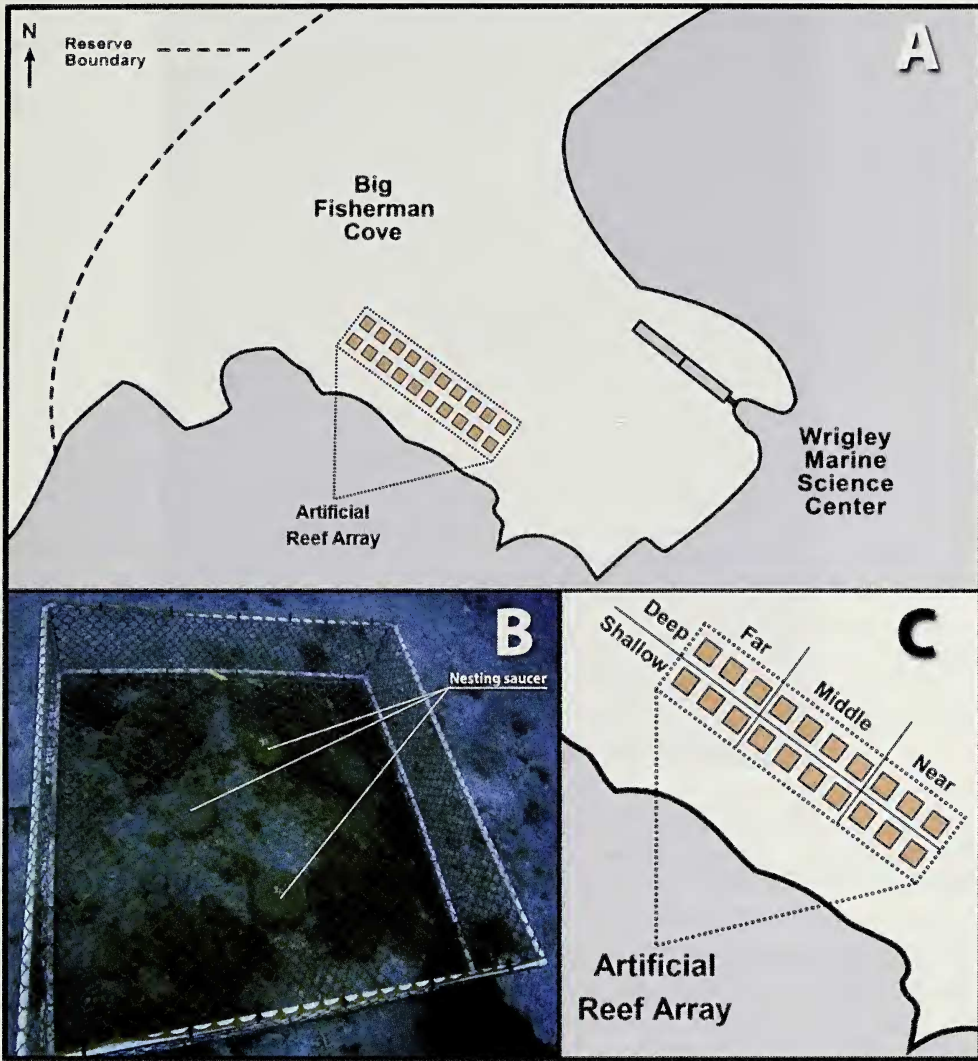 A
N
Reserve
Boundary
Big
Fisherman
Cove
Wrigley
Marine
Science
Center
Artificial
Reef Array
B
Nesting saucer
C
Deep
Shallow
Far
Middle
Near
Artificial
Reef Array